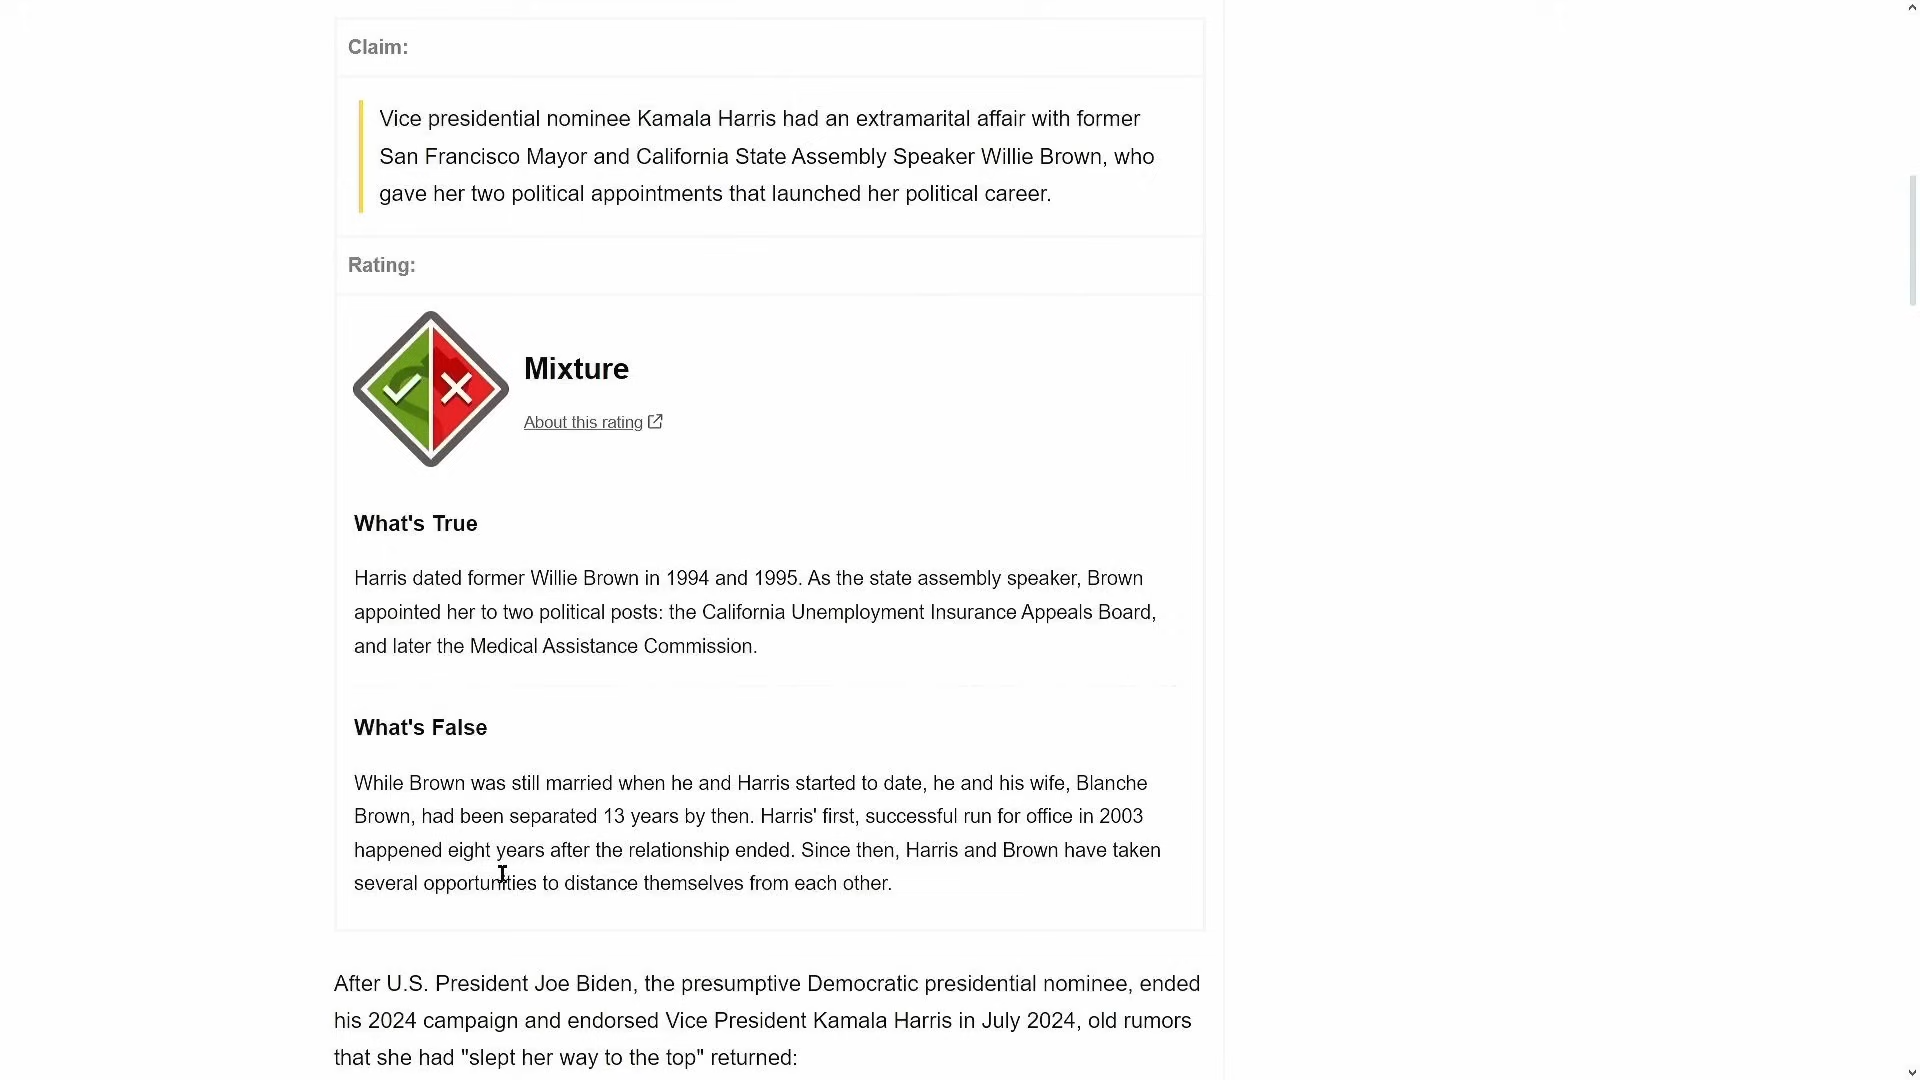 Claim:
Vice presidential nominee Kamala Harris had an extramarital affair with former
San Francisco Mayor and California State Assembly Speaker Willie Brown, who
gave her two political appointments that launched her political career.
Rating:
Mixture
About this rating
What's True
Harris dated former Willie Brown in 1994 and 1995. As the state assembly speaker, Brown
appointed her to two political posts: the California Unemployment Insurance Appeals Board,
and later the Medical Assistance Commission.
What's False
While Brown was still married when he and Harris started to date, he and his wife, Blanche
Brown, had been separated 13 years by then. Harris' first, successful run for office in 2003
happened eight years after the relationship ended. Since then, Harris and Brown have taken
several opportunities to distance themselves from each other.
After U.S. President Joe Biden, the presumptive Democratic presidential nominee, ended
his 2024 campaign and endorsed Vice President Kamala Harris in July 2024, old rumors
that she had "slept her way to the top" returned: